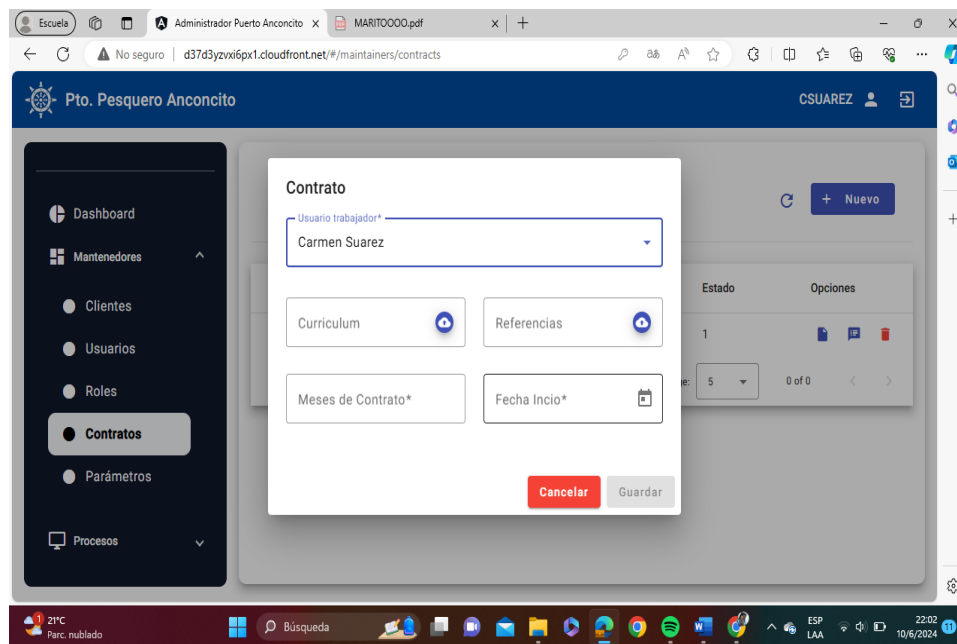 Escuela
Administrador Puerto Anconcito
MARITOOOO.pdf
No seguro
d37d3yzvxi6px1.cloudfront.net/#/maintainers/contracts
Pto. Pesquero Anconcito
CSUAREZ
Dashboard
Mantenedores
Clientes
Usuarios
Roles
Contratos
Parámetros
Procesos
+ Nuevo
Estado
Opciones
1
5
0 of 0
Contrato
Usuario trabajador*
Carmen Suarez
Curriculum
Referencias
Meses de Contrato*
Fecha Incio*
Cancelar
Guardar
1
21°C
Parc. nublado
Búsqueda
ESP
LAA
22:02
10/6/2024
11